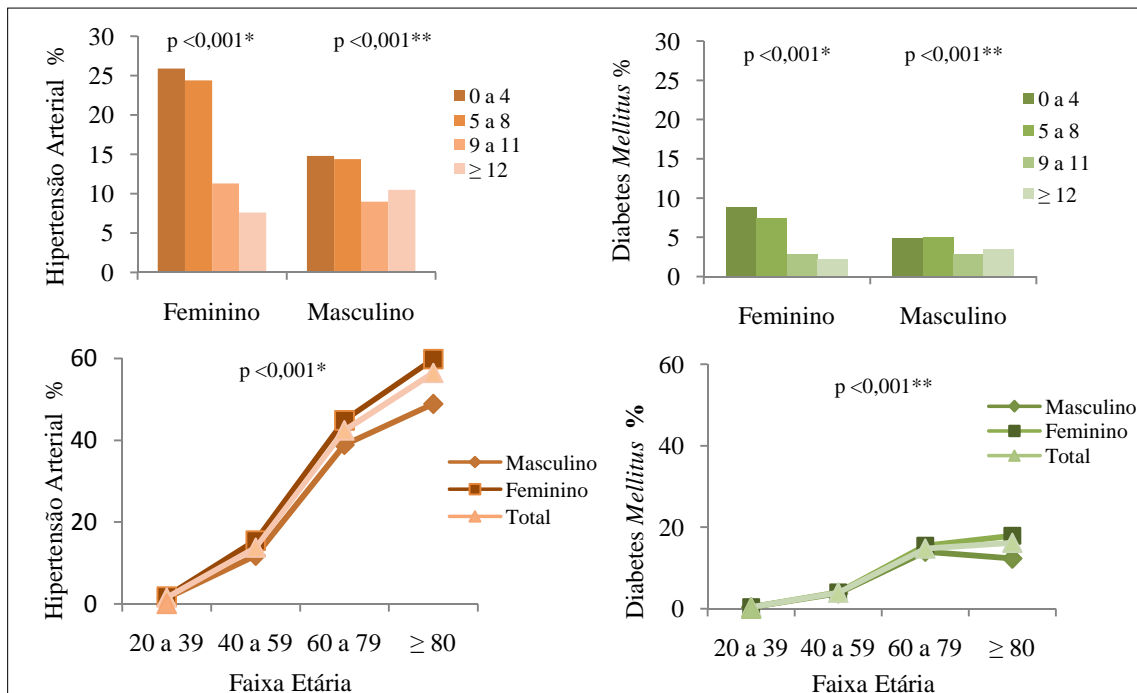 Hipertensão Arterial %
30
25
20
15
10
5
0
p <0,001*
p <0,001**
0 a 4
5 a 8
9 a 11
≥ 12
Feminino
Masculino
Diabetes Mellitus %
30
25
20
15
10
5
0
p <0,001*
p <0,001**
0 a 4
5 a 8
9 a 11
≥ 12
Feminino
Masculino
Hipertensão Arterial %
60
40
20
0
p <0,001*
Masculino
Feminino
Total
20 a 39 40 a 59 60 a 79 ≥ 80
Faixa Etária
Diabetes Mellitus %
60
40
20
0
p <0,001**
Masculino
Feminino
Total
20 a 39 40 a 59 60 a 79 ≥ 80
Faixa Etária